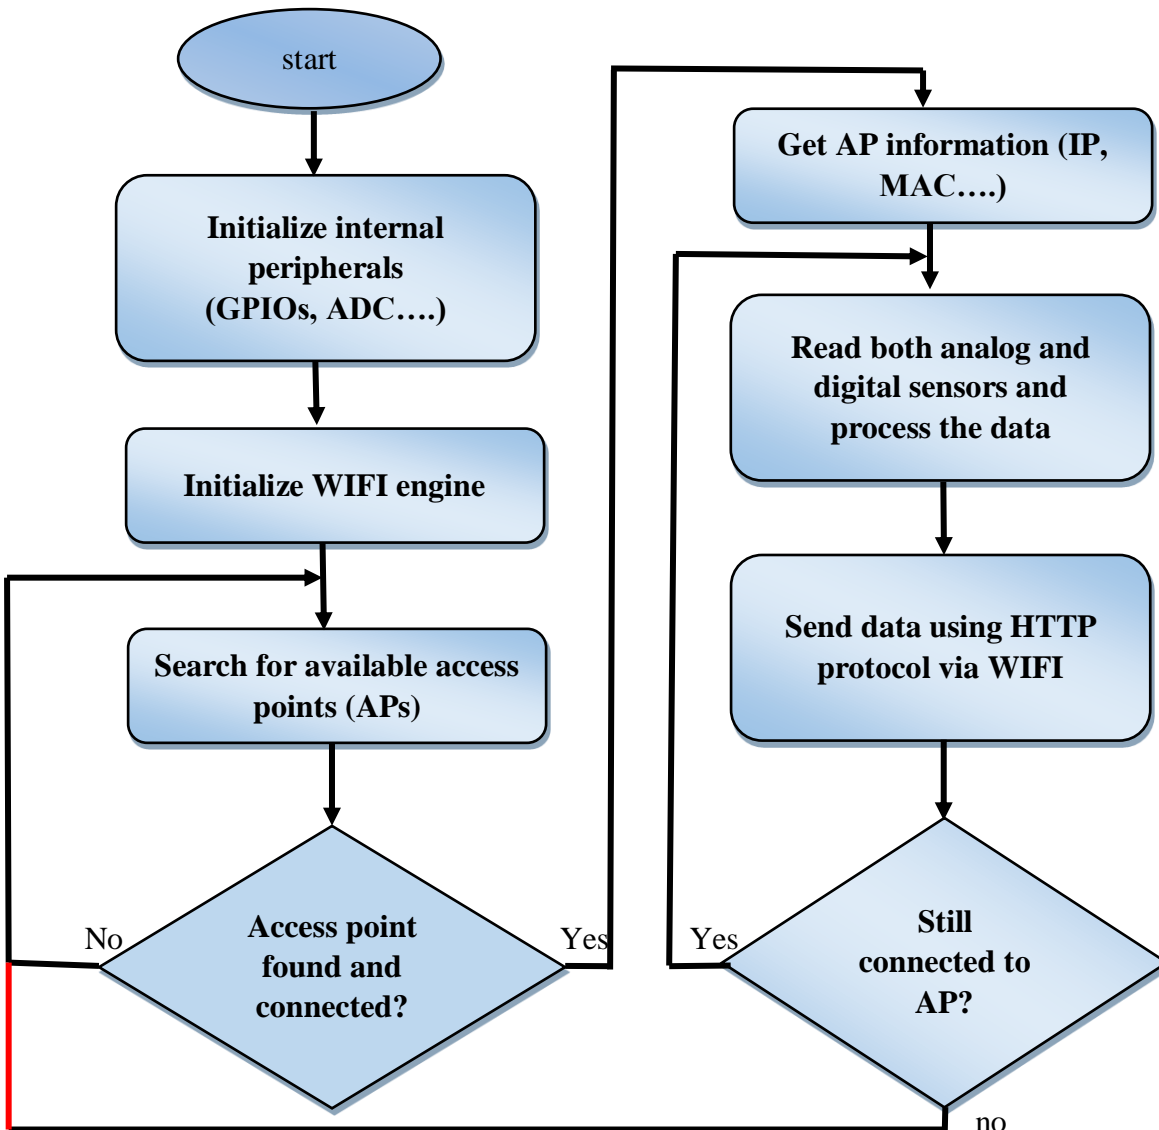 start
Initialize internal
peripherals
(GPIOs, ADC….)
Initialize WIFI engine
Search for available access
points (APs)
No
Access point
found and
connected?
Yes
Get AP information (IP,
MAC….)
Read both analog and
digital sensors and
process the data
Send data using HTTP
protocol via WIFI
Yes
Still
connected to
AP?
no